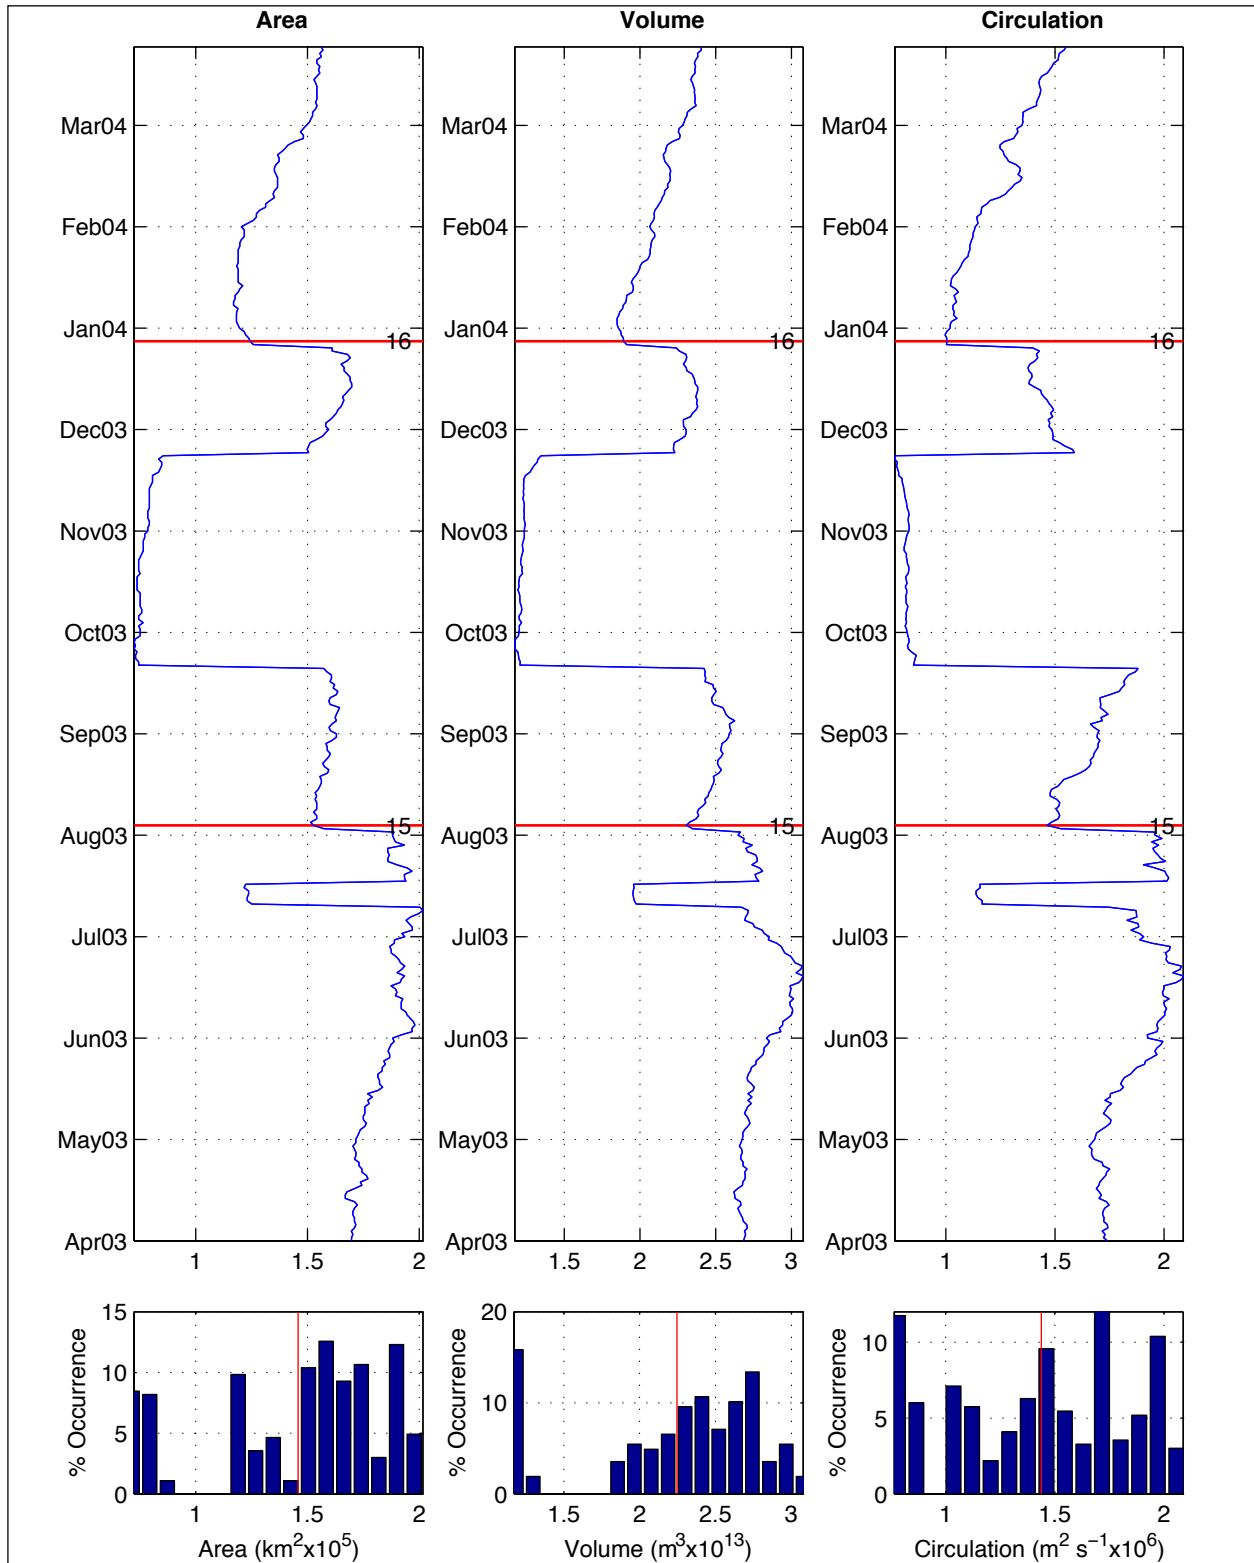 Area Volume Circulation
Mar04 Mar04 Mar04
Feb04 Feb04 Feb04
Jan04 Jan04 Jan04
16 16 16
Dec03 Dec03 Dec03
Nov03 Nov03 Nov03
Oct03 Oct03 Oct03
Sep03 Sep03 Sep03
15 15 15
Aug03 Aug03 Aug03
Jul03 Jul03 Jul03
Jun03 Jun03 Jun03
May03 May03 May03
Apr03 Apr03 Apr03
1 1.5 2 1.5 2 2.5 3 1 1.5 2
% Occurrence % Occurrence % Occurrence
15 20
10 10 10
5 5
0 0 0
1 1.5 2 1.5 2 2.5 3 1 1.5 2
Area (km²x10⁵) Volume (m³x10¹³) Circulation (m² s⁻¹x10⁶)